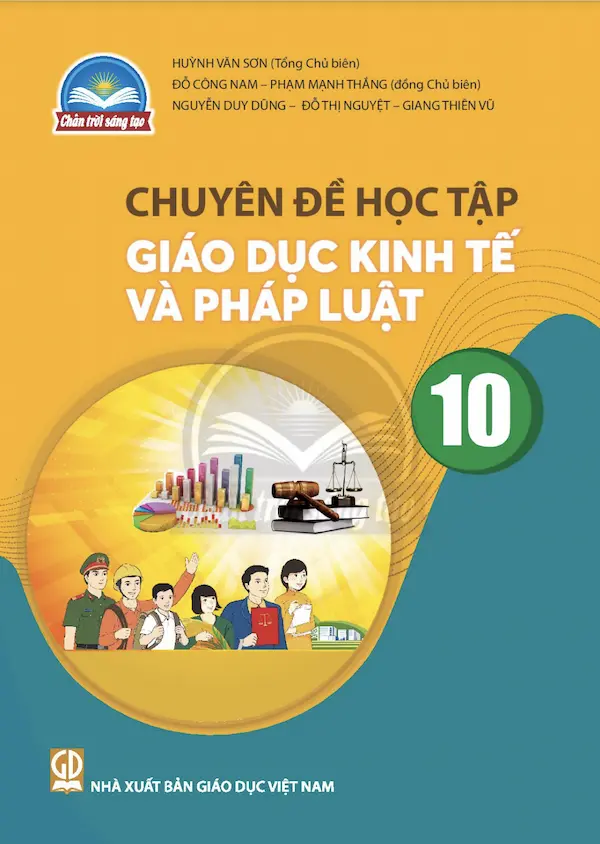 HUỲNH VĂN SƠN (Tổng Chủ biên)
ĐỖ CÔNG NAM – PHẠM MẠNH THẮNG (đồng Chủ biên)
NGUYỄN DUY DŨNG – ĐỖ THỊ NGUYỆT – GIANG THIÊN VŨ
Chân trời sáng tạo
CHUYÊN ĐỀ HỌC TẬP
GIÁO DỤC KINH TẾ
VÀ PHÁP LUẬT
10
GD
NHÀ XUẤT BẢN GIÁO DỤC VIỆT NAM